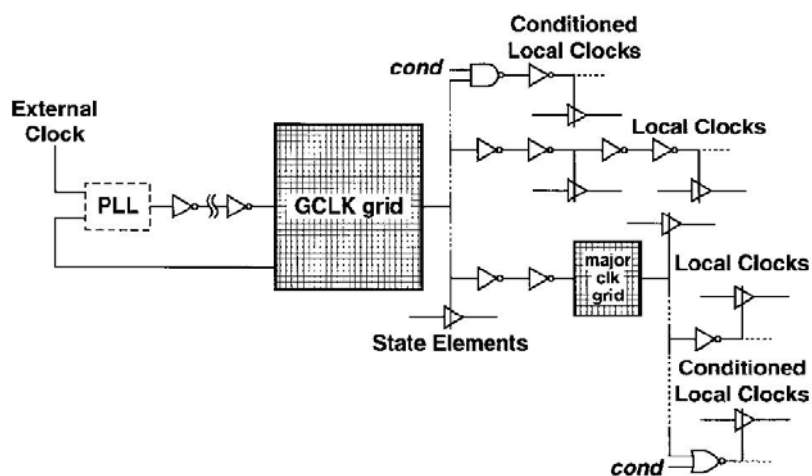 Conditioned
Local Clocks
cond
External
Clock
Local Clocks
PLL
GCLK grid
major
clk
grid
Local Clocks
State Elements
Conditioned
Local Clocks
cond